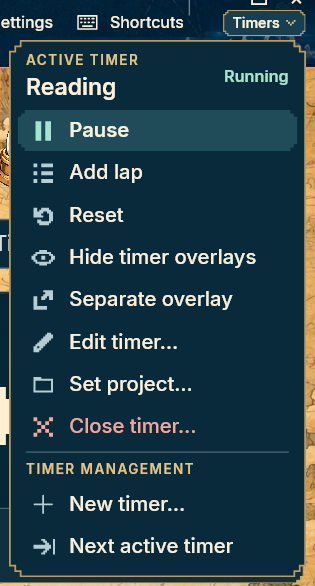 ettings
Shortcuts
Timers
ACTIVE TIMER
Reading
Running
Pause
Add lap
Reset
Hide timer overlays
Separate overlay
Edit timer...
Set project...
Close timer...
TIMER MANAGEMENT
New timer...
Next active timer